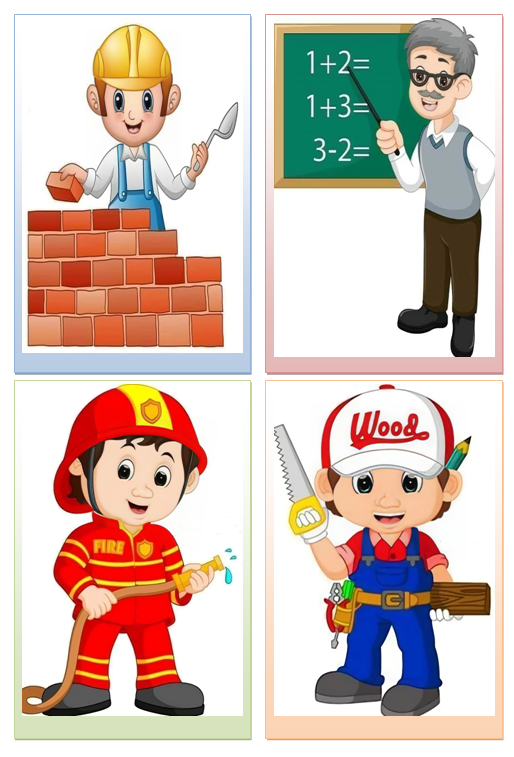 1+2=
1+3=
3-2=
FIRE
Wood